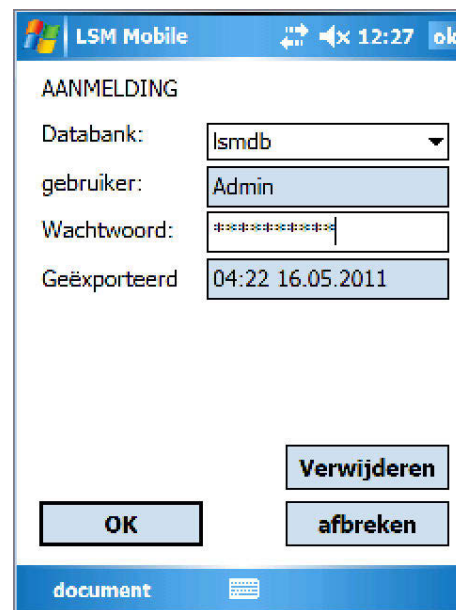 LSM Mobile 12:27 ok
AANMELDING
Databank: lsmdb
gebruiker: Admin
Wachtwoord: **********
Geëxporteerd 04:22 16.05.2011
Verwijderen
OK afbreken
document